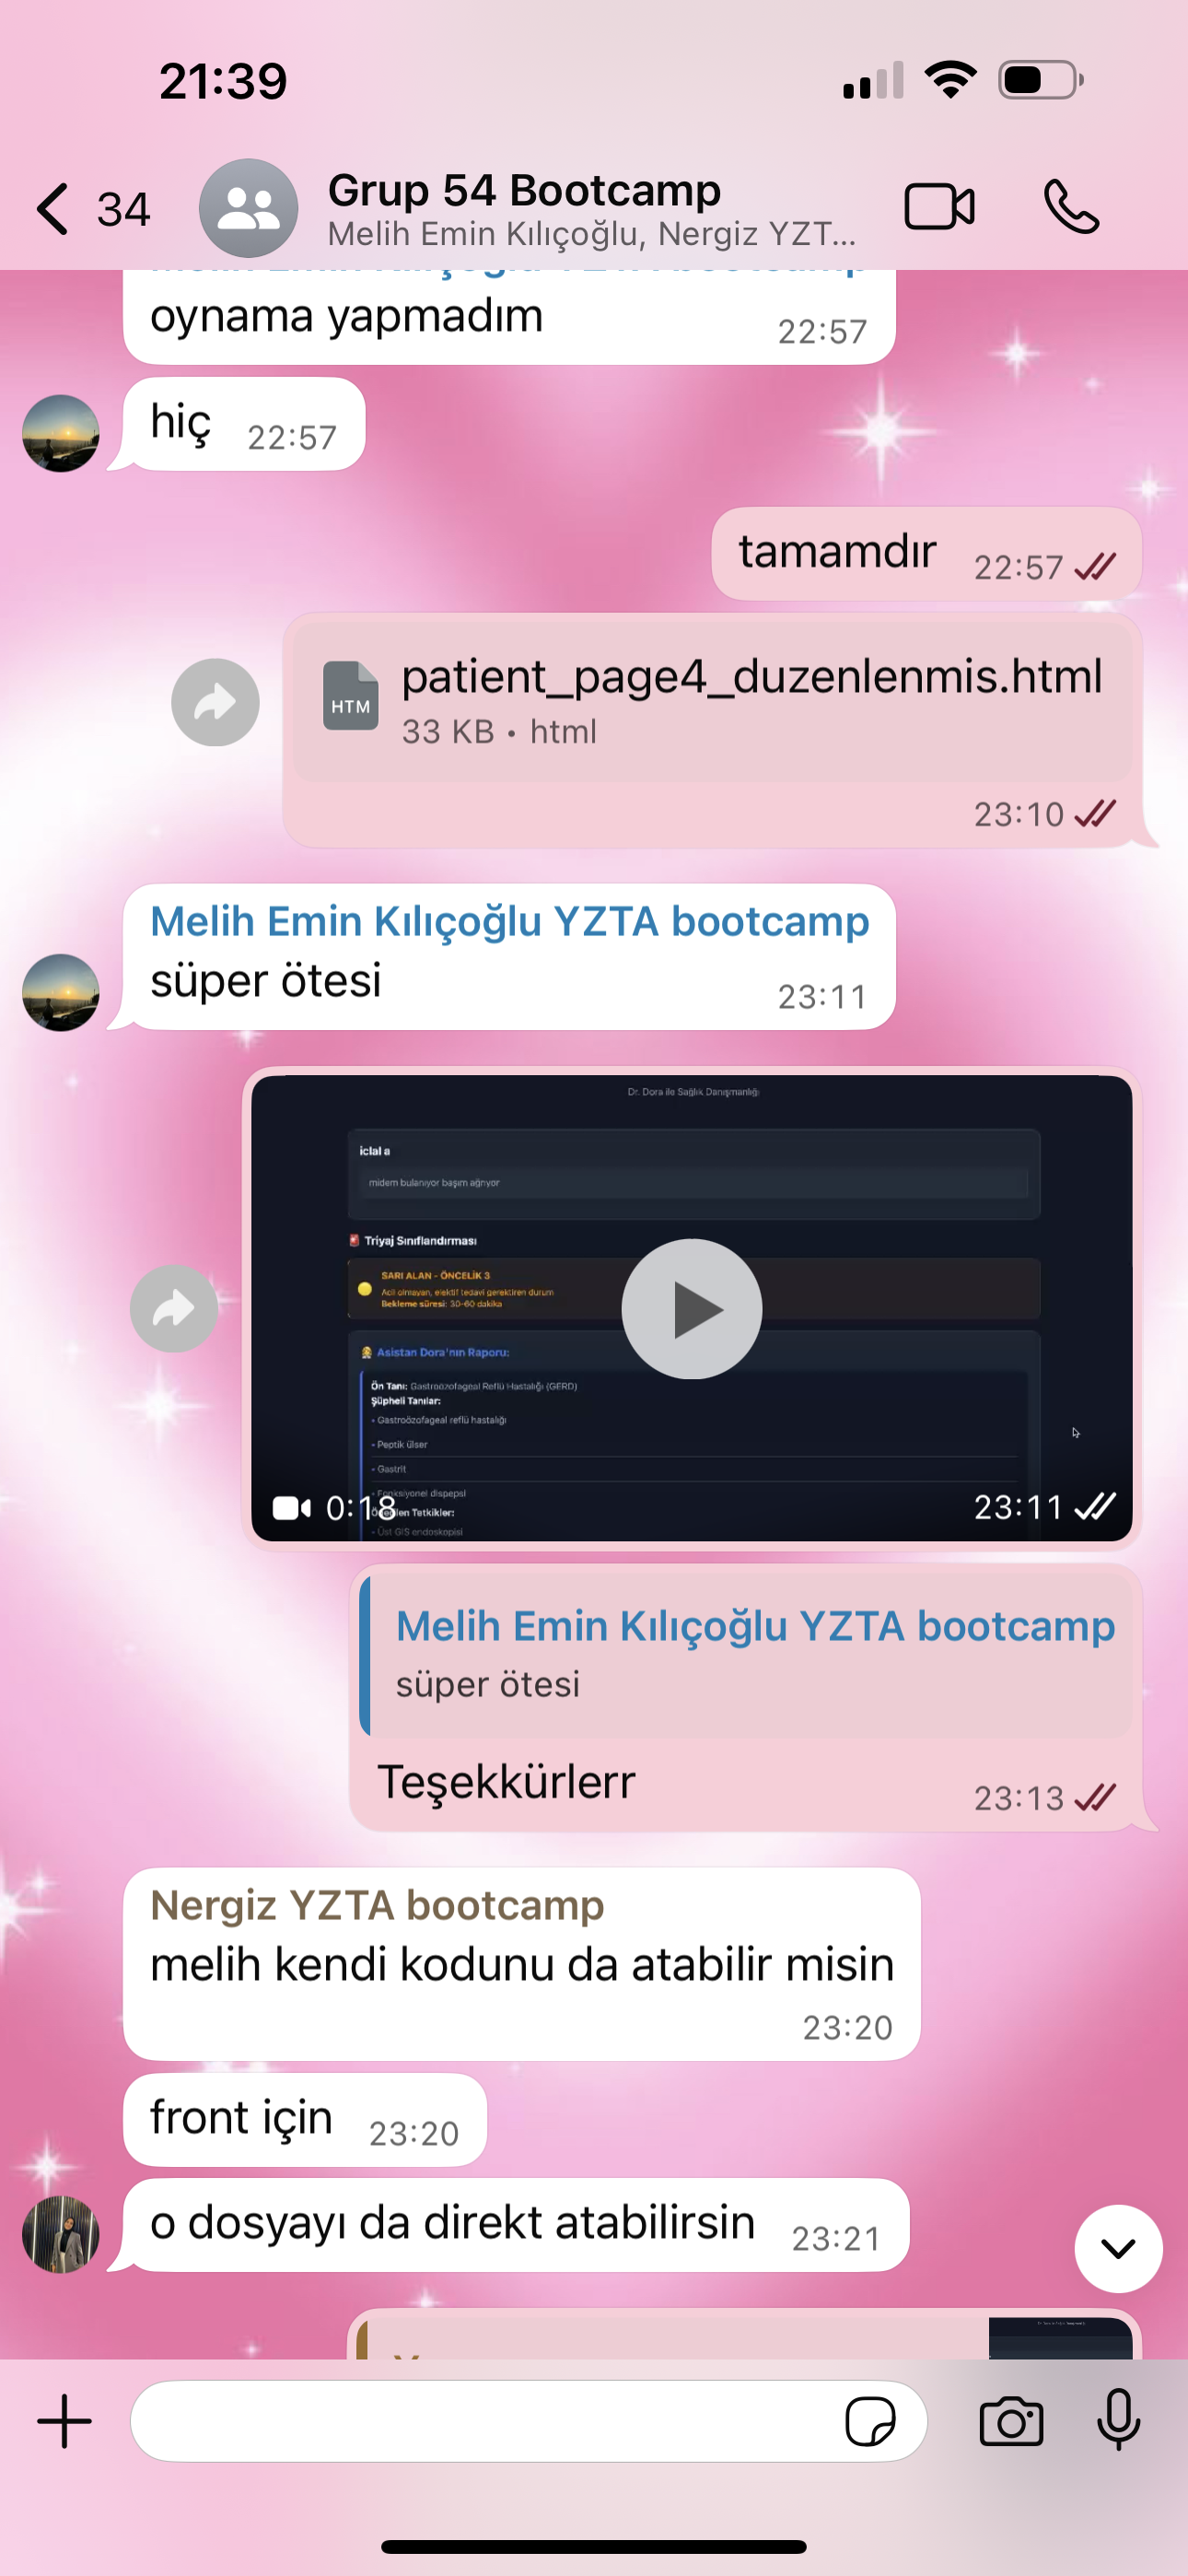 21:39
34
Grup 54 Bootcamp
Melih Emin Kılıçoğlu, Nergiz YZT...
Melih Emin Kılıçoğlu YZTA bootcamp
oynama yapmadım
22:57
hiç
22:57
tamamdır
22:57
HTM
patient_page4_duzenlenmis.html
33 KB • html
23:10
Melih Emin Kılıçoğlu YZTA bootcamp
süper ötesi
23:11
Dr. Dora ile Sağlık Danışmanlığı
iclal a
midem bulanıyor başım ağrıyor
Triyaj Sınıflandırması
SARI ALAN - ÖNCELİK 3
Acil olmayan, elektif tedavi gerektiren durum
Bekleme süresi: 30-60 dakika
Asistan Dora'nın Raporu:
Ön Tanı: Gastroözofageal Reflü Hastalığı (GERD)
Şüpheli Tanılar:
- Gastroözofageal reflü hastalığı
- Peptik ülser
- Gastrit
- Fonksiyonel dispepsi
Tetkikler:
- Üst GİS endoskopisi
0:18
23:11
Melih Emin Kılıçoğlu YZTA bootcamp
süper ötesi
Teşekkürlerr
23:13
Nergiz YZTA bootcamp
melih kendi kodunu da atabilir misin
23:20
front için
23:20
o dosyayı da direkt atabilirsin
23:21